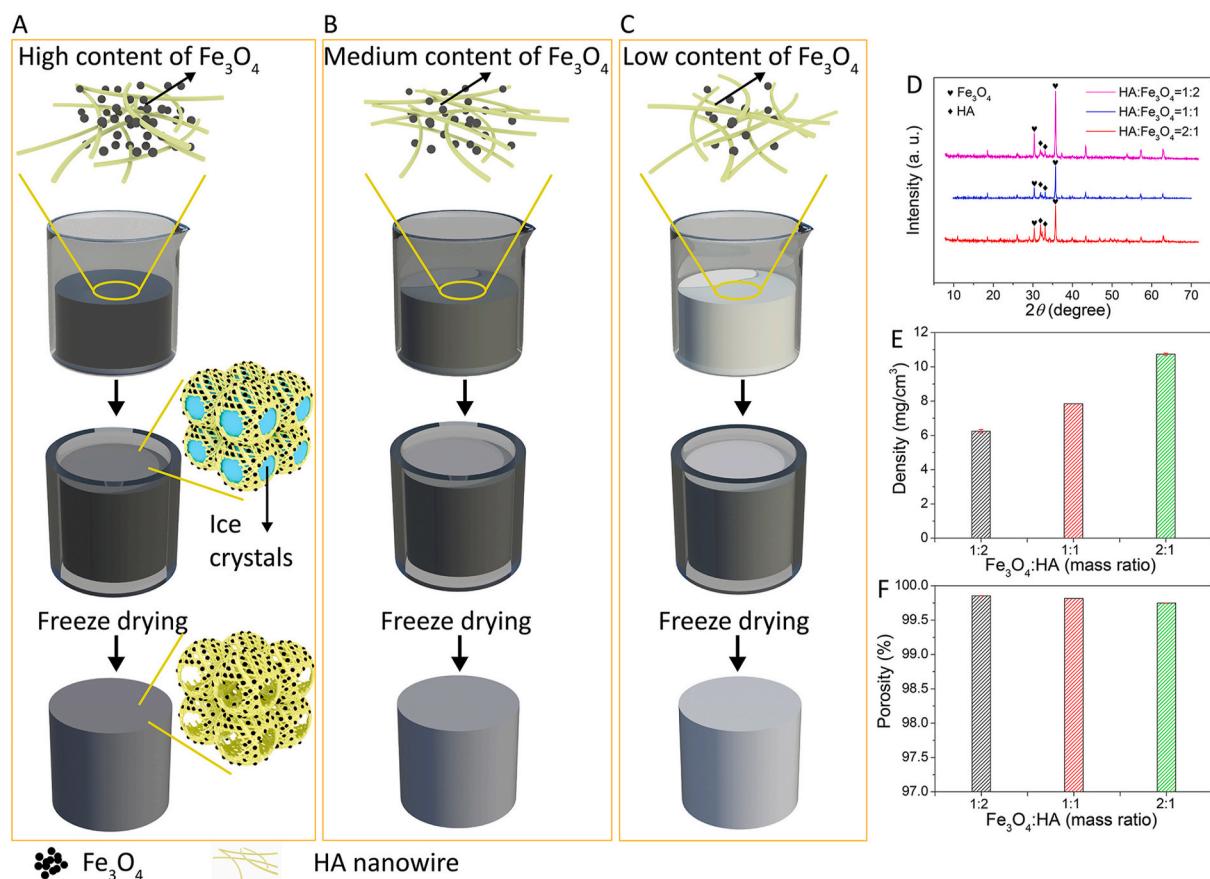 A
High content of Fe₃O₄
Ice
crystals
Freeze drying
B
Medium content of Fe₃O₄
Freeze drying
C
Low content of Fe₃O₄
Freeze drying
Fe₃O₄
HA nanowire
D
♥ Fe₃O₄
♦ HA
HA:Fe₃O₄=1:2
HA:Fe₃O₄=1:1
HA:Fe₃O₄=2:1
Intensity (a. u.)
10 20 30 40 50 60 70
2θ (degree)
E
Density (mg/cm³)
12
10
8
6
4
2
0
1:2 1:1 2:1
Fe₃O₄:HA (mass ratio)
F
Porosity (%)
100.0
99.5
99.0
98.5
98.0
97.5
97.0
1:2 1:1 2:1
Fe₃O₄:HA (mass ratio)